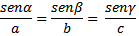 senα/a = senβ/b = senγ/c